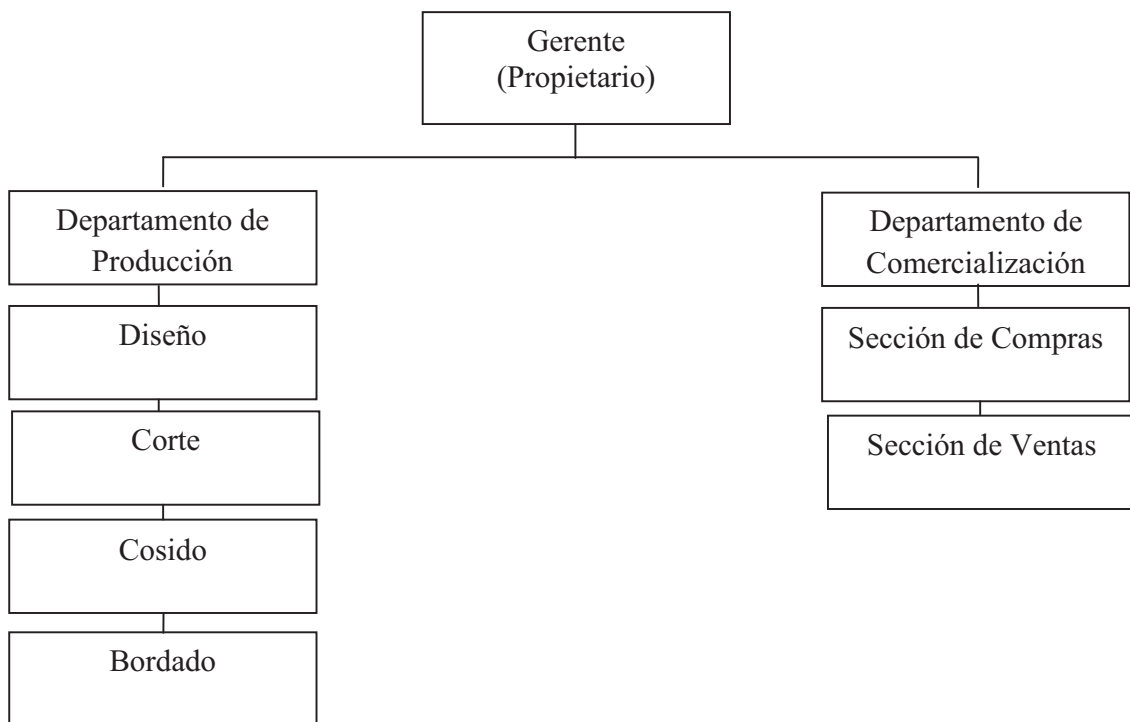 Gerente
(Propietario)
Departamento de
Producción
Diseño
Corte
Cosido
Bordado
Departamento de
Comercialización
Sección de Compras
Sección de Ventas